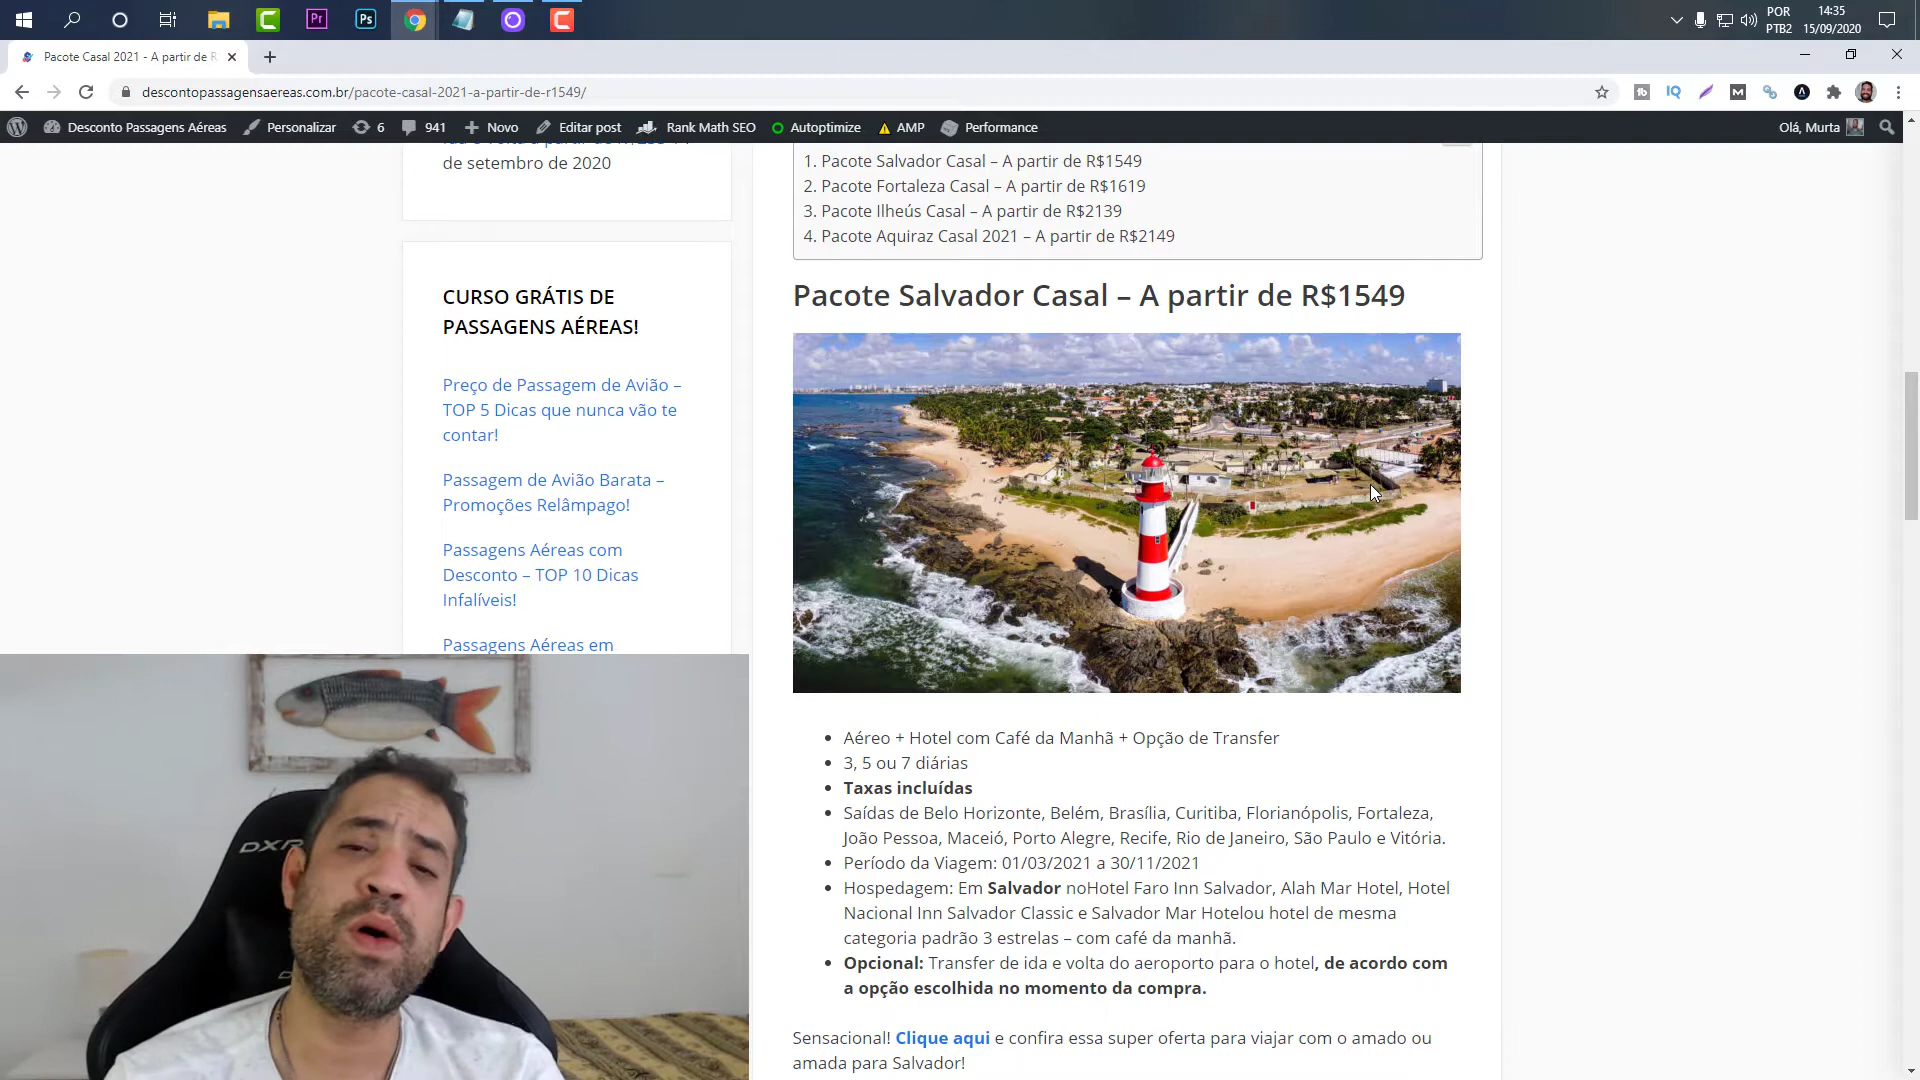 POR
14:35
PTB2
15/09/2020
Pr
Ps
Pacote Casal 2021 - A partir de R
descontopassagensaereas.com.br/pacote-casal-2021-a-partir-de-r1549/
Desconto Passagens Aéreas
Personalizar
6
941
Novo
Editar post
Rank Math SEO
Autoptimize
AMP
Performance
Olá, Murta
de setembro de 2020
CURSO GRÁTIS DE
PASSAGENS AÉREAS!
Preço de Passagem de Avião –
TOP 5 Dicas que nunca vão te
contar!
Passagem de Avião Barata –
Promoções Relâmpago!
Passagens Aéreas com
Desconto – TOP 10 Dicas
Infalíveis!
Passagens Aéreas em
1. Pacote Salvador Casal – A partir de R$1549
2. Pacote Fortaleza Casal – A partir de R$1619
3. Pacote Ilheús Casal – A partir de R$2139
4. Pacote Aquiraz Casal 2021 – A partir de R$2149
Pacote Salvador Casal – A partir de R$1549
Aéreo + Hotel com Café da Manhã + Opção de Transfer
3, 5 ou 7 diárias
Taxas incluídas
Saídas de Belo Horizonte, Belém, Brasília, Curitiba, Florianópolis, Fortaleza,
João Pessoa, Maceió, Porto Alegre, Recife, Rio de Janeiro, São Paulo e Vitória.
Período da Viagem: 01/03/2021 a 30/11/2021
Hospedagem: Em Salvador noHotel Faro Inn Salvador, Alah Mar Hotel, Hotel
Nacional Inn Salvador Classic e Salvador Mar Hotelou hotel de mesma
categoria padrão 3 estrelas – com café da manhã.
Opcional: Transfer de ida e volta do aeroporto para o hotel, de acordo com
a opção escolhida no momento da compra.
Sensacional! Clique aqui e confira essa super oferta para viajar com o amado ou
amada para Salvador!
DXR